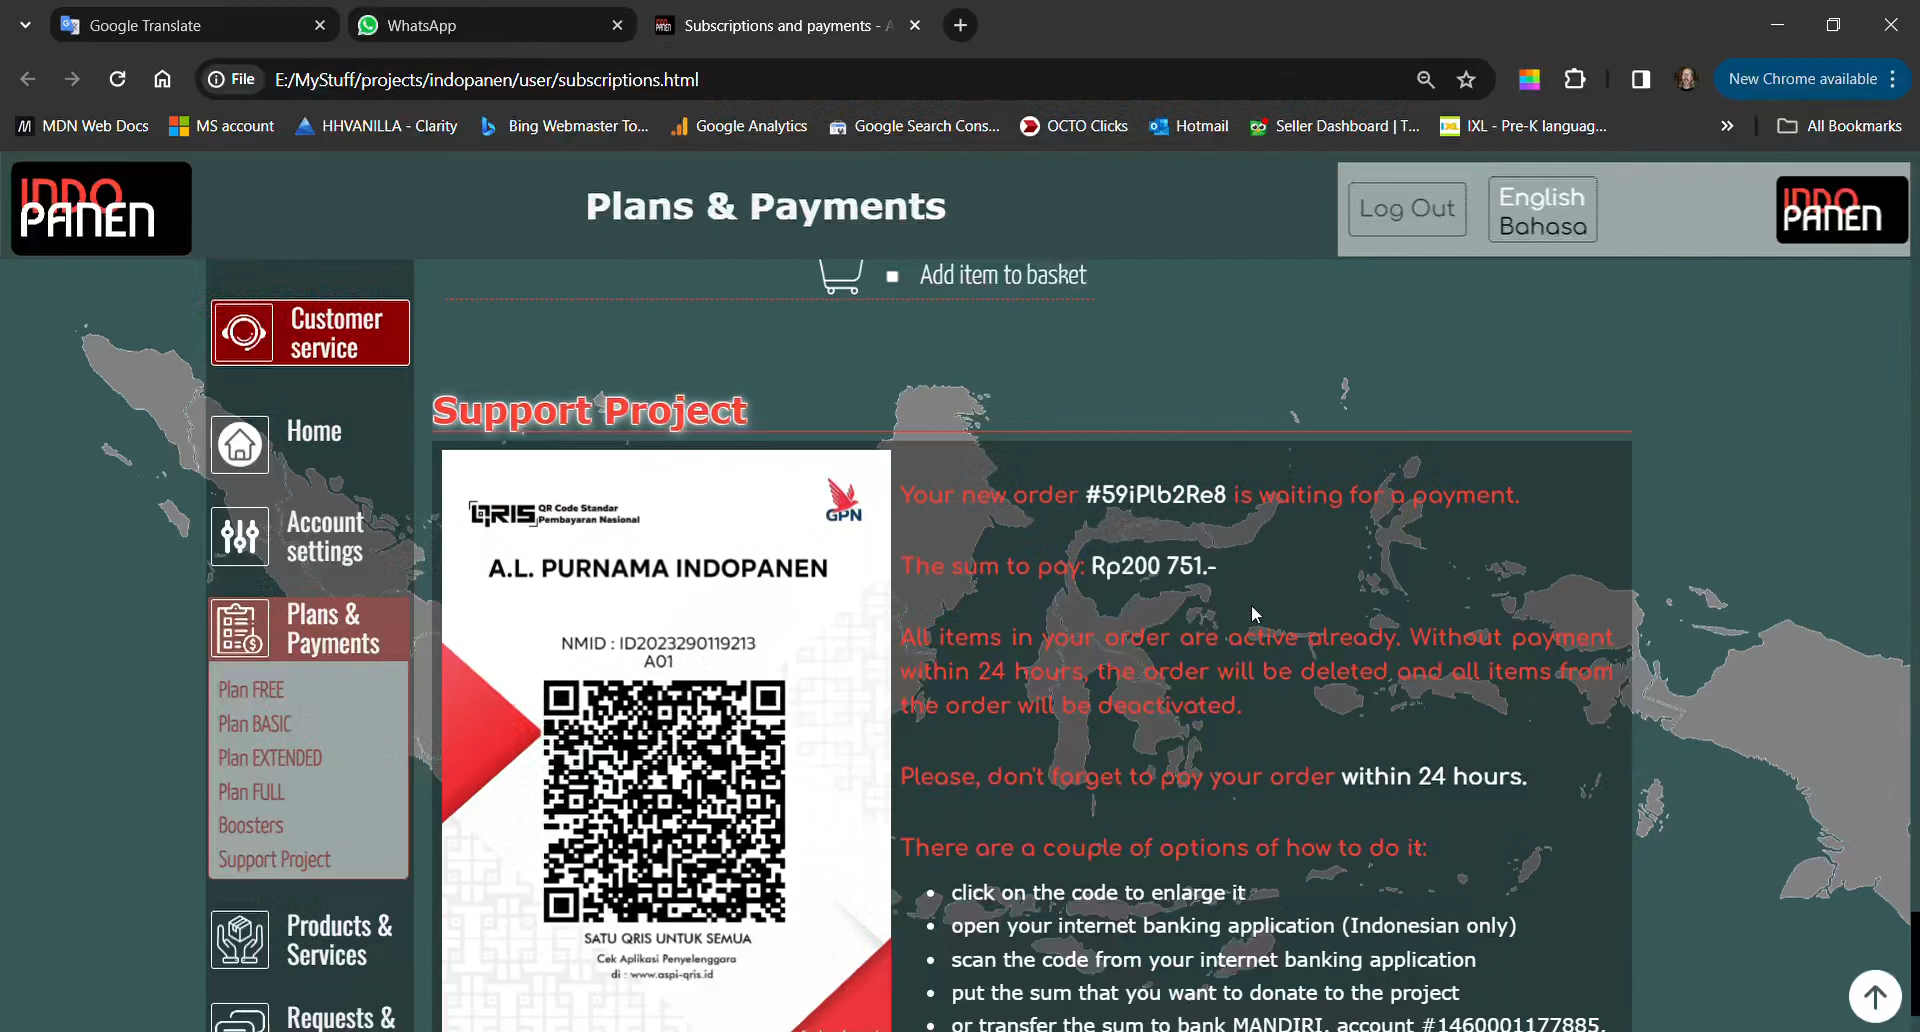 Google Translate
WhatsApp
Subscriptions and payments - A
File
E:/MyStuff/projects/indopanen/user/subscriptions.html
New Chrome available
MDN Web Docs
MS account
HHVANILLA - Clarity
Bing Webmaster To...
Google Analytics
Google Search Cons...
OCTO Clicks
Hotmail
Seller Dashboard | T...
IXL - Pre-K languag...
All Bookmarks
INDO
PANEN
Plans & Payments
Log Out
English
Bahasa
INDO
PANEN
Add item to basket
Customer
service
Home
Account
settings
Plans &
Payments
Plan FREE
Plan BASIC
Plan EXTENDED
Plan FULL
Boosters
Support Project
Products &
Services
Requests &
Support Project
QRIS QR Code Standar
Pembayaran Nasional
GPN
A.L. PURNAMA INDOPANEN
NMID : ID2023290119213
A01
SATU QRIS UNTUK SEMUA
Cek Aplikasi Penyelenggara
di : www.aspi-qris.id
Your new order #59iPlb2Re8 is waiting for a payment.
The sum to pay: Rp200 751.-
All items in your order are active already. Without payment
within 24 hours, the order will be deleted and all items from
the order will be deactivated.
Please, don't forget to pay your order within 24 hours.
There are a couple of options of how to do it:
• click on the code to enlarge it
• open your internet banking application (Indonesian only)
• scan the code from your internet banking application
• put the sum that you want to donate to the project
• or transfer the sum to bank MANDIRI, account #1460001177885,